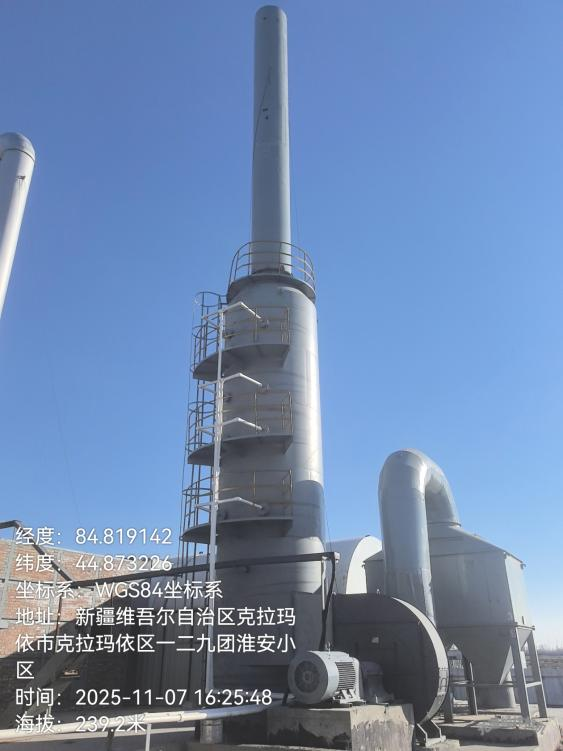 经度：84.819142
纬度：44.873226
坐标系：WGS84坐标系
地址：新疆维吾尔自治区克拉玛
依市克拉玛依区一二九团淮安小
区
时间：2025-11-07 16:25:48
海拔：239.2米